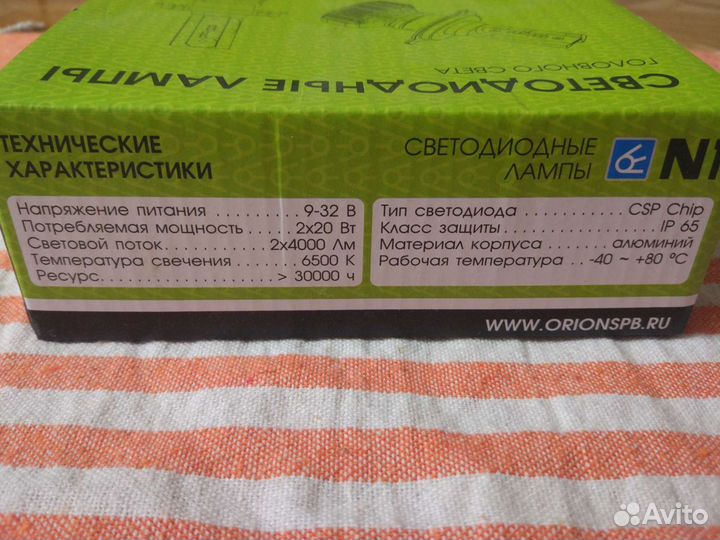 СВЕТОДИОДНЫЕ ЛАМПЫ
ГОЛОВНОГО СВЕТА
ТЕХНИЧЕСКИЕ
ХАРАКТЕРИСТИКИ
СВЕТОДИОДНЫЕ
ЛАМПЫ
Напряжение питания . . . . . . . . . 9-32 В
Потребляемая мощность . . . . . 2х20 Вт
Световой поток. . . . . . . . . . . 2х4000 Лм
Температура свечения . . . . . . 6500 К
Ресурс. . . . . . . . . . . . . . . . > 30000 ч
Тип светодиода . . . . . . . . . . . CSP Chip
Класс защиты. . . . . . . . . . . . . . . . IP 65
Материал корпуса . . . . . . . алюминий
Рабочая температура . . -40 ~ +80 °C
WWW.ORIONSPB.RU
Avito